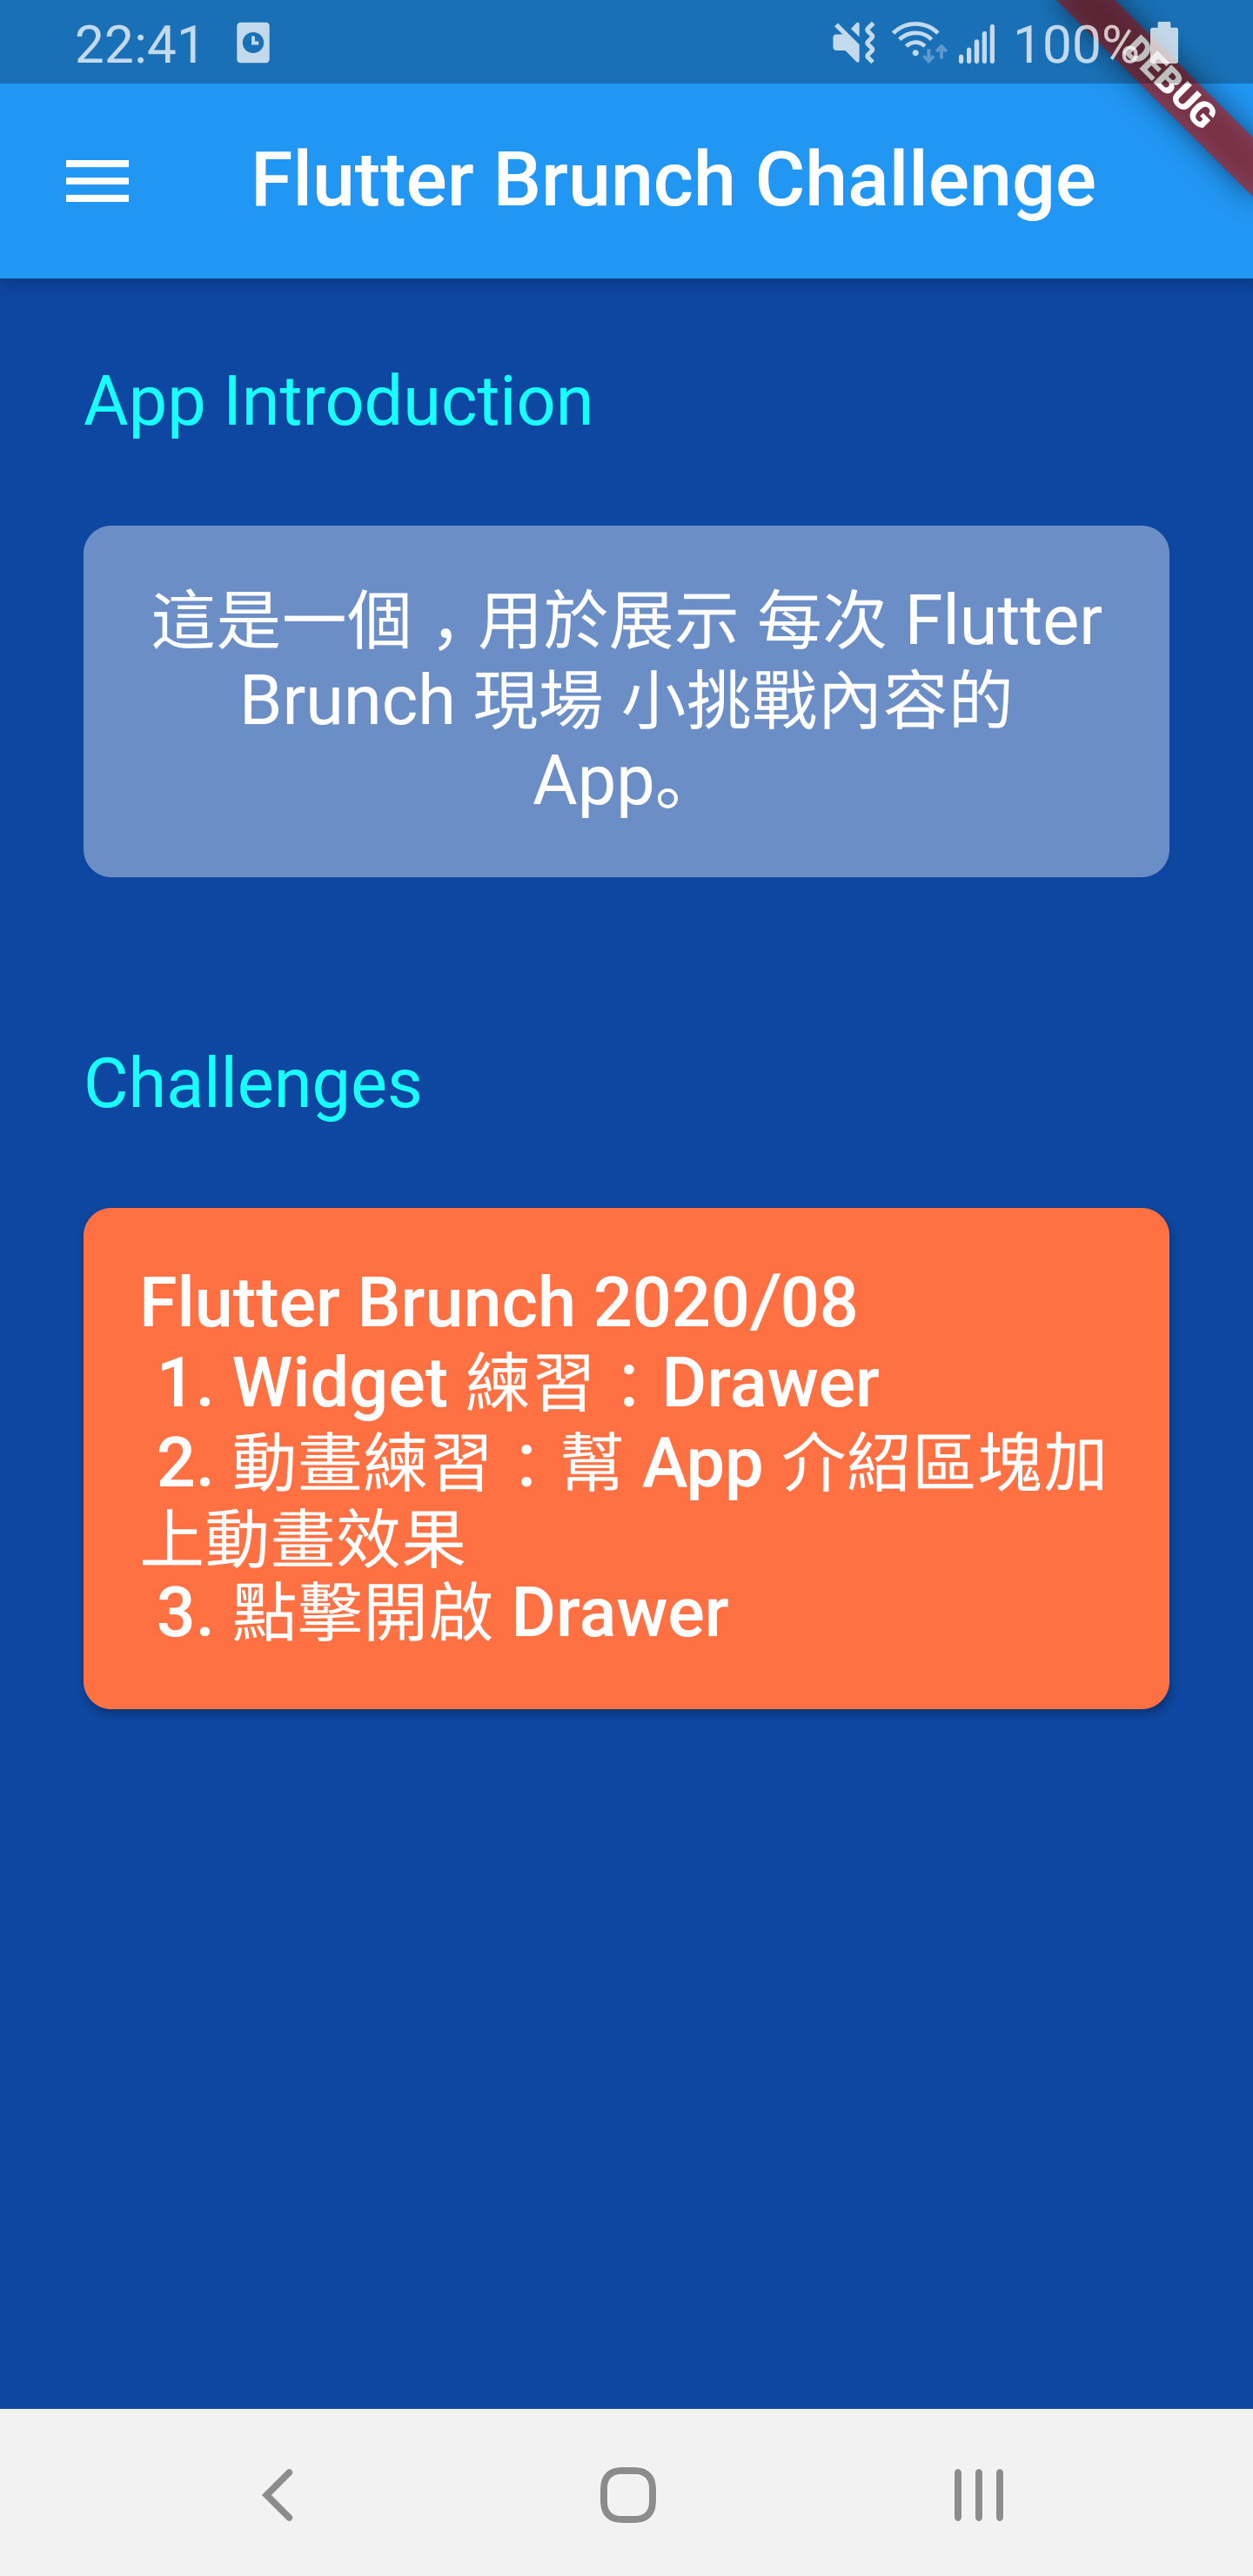 22:41
100%
DEBUG
Flutter Brunch Challenge
App Introduction
這是一個，用於展示 每次 Flutter
Brunch 現場 小挑戰內容的
App。
Challenges
Flutter Brunch 2020/08
1. Widget 練習：Drawer
2. 動畫練習：幫 App 介紹區塊加
上動畫效果
3. 點擊開啟 Drawer